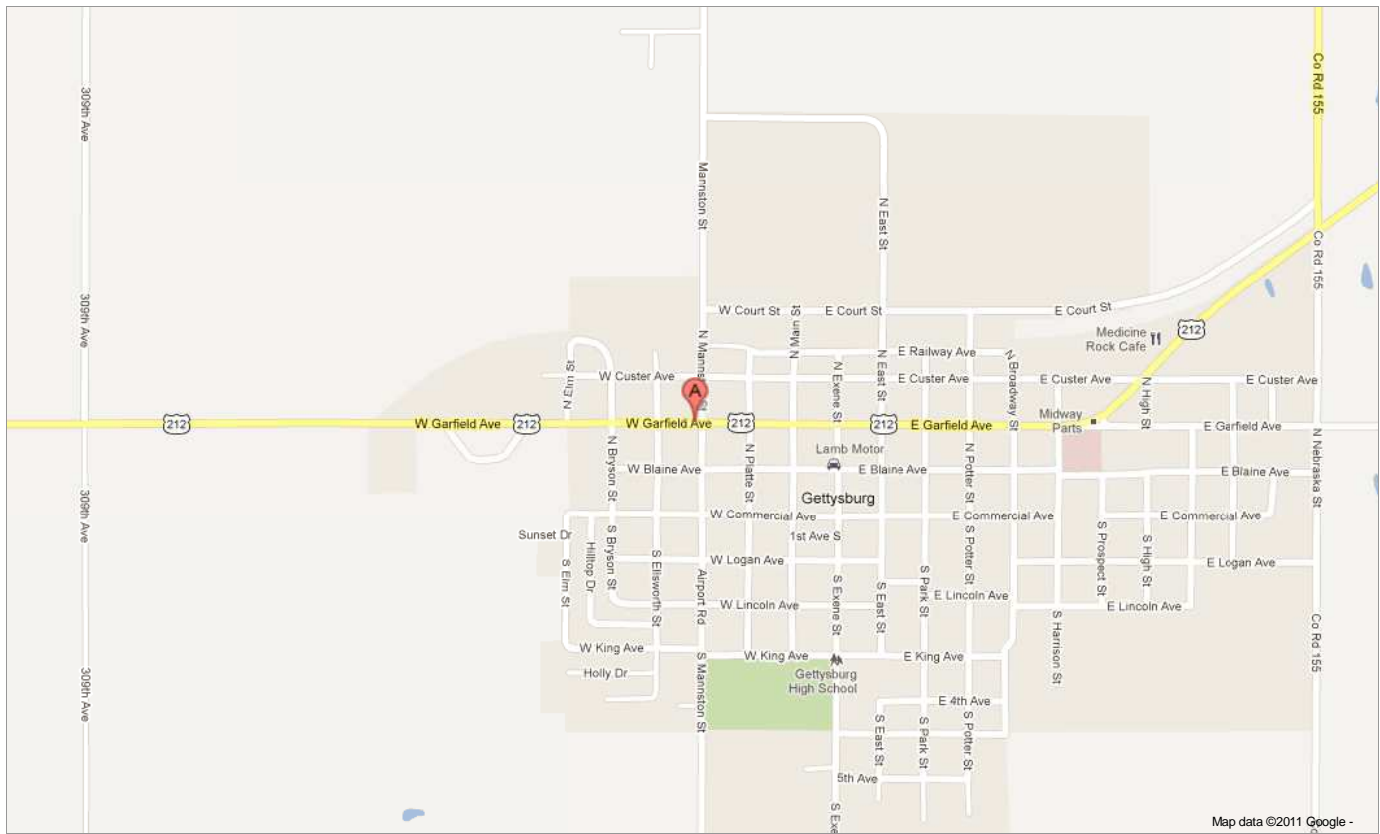 309th Ave
309th Ave
309th Ave
309th Ave
Co Rd 155
Co Rd 155
Co Rd 155
Mannston St
N East St
W Court St
N Main St
E Court St
E Court St
Medicine
Rock Cafe
212
N Mannston St
E Railway Ave
N Elm St
W Custer Ave
N Exene St
N East St
E Custer Ave
N Broadway St
E Custer Ave
N High St
E Custer Ave
A
212
W Garfield Ave
212
W Garfield Ave
212
212
E Garfield Ave
Midway
Parts
E Garfield Ave
N Nebraska St
N Bryson St
W Blaine Ave
N Platte St
Lamb Motor
E Blaine Ave
N Potter St
E Blaine Ave
Gettysburg
W Commercial Ave
E Commercial Ave
E Commercial Ave
Sunset Dr
1st Ave S
S Elm St
Hilltop Dr
S Bryson St
S Ellsworth St
Airport Rd
W Logan Ave
S Potter St
S Prospect St
S High St
E Logan Ave
W Lincoln Ave
S Exene St
S East St
S Park St
E Lincoln Ave
S Harrison St
E Lincoln Ave
W King Ave
S Mannston St
W King Ave
E King Ave
Holly Dr
Gettysburg
High School
E 4th Ave
S East St
S Park St
S Potter St
5th Ave
S Exe
Map data ©2011 Google -